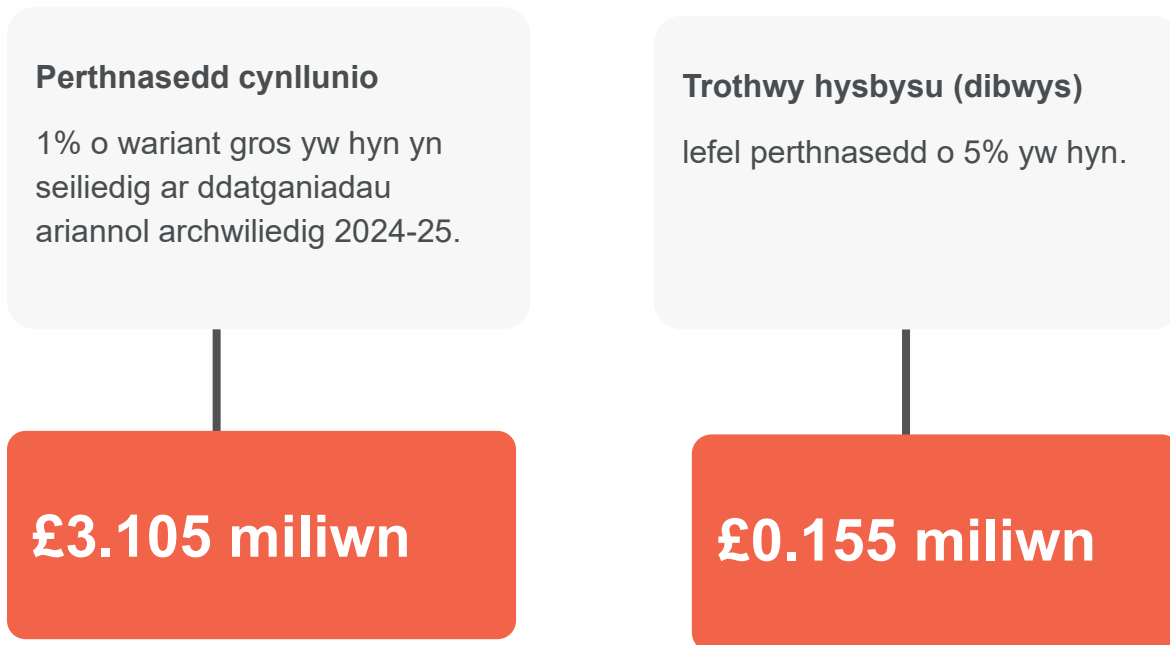 Perthnasedd cynllunio
1% o wariant gros yw hyn yn
seiliedig ar ddatganiadau
ariannol archwiliedig 2024-25.
£3.105 miliwn
Trothwy hysbysu (dibwys)
lefel perthnasedd o 5% yw hyn.
£0.155 miliwn